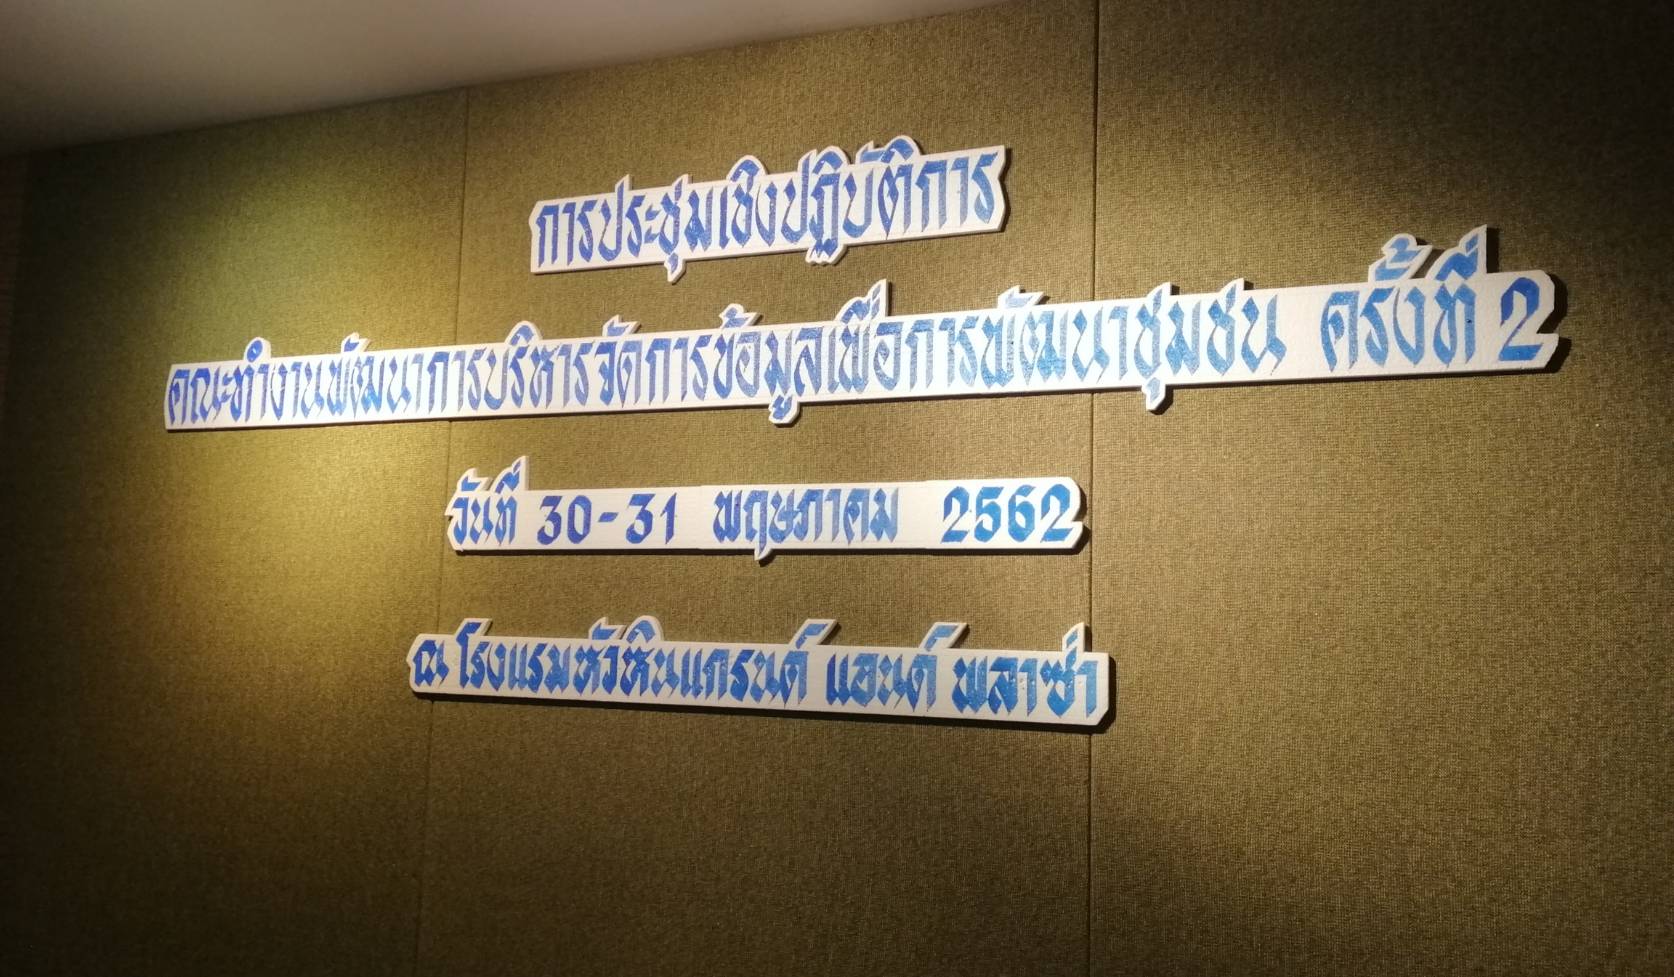 การประชุมเชิงปฏิบัติการ
คณะทำงานพัฒนาการบริหารจัดการข้อมูลเพื่อการพัฒนาชุมชน ครั้งที่ 2
วันที่ 30-31 พฤษภาคม 2562
ณ โรงแรมหัวหินแกรนด์ แอนด์ พลาซ่า